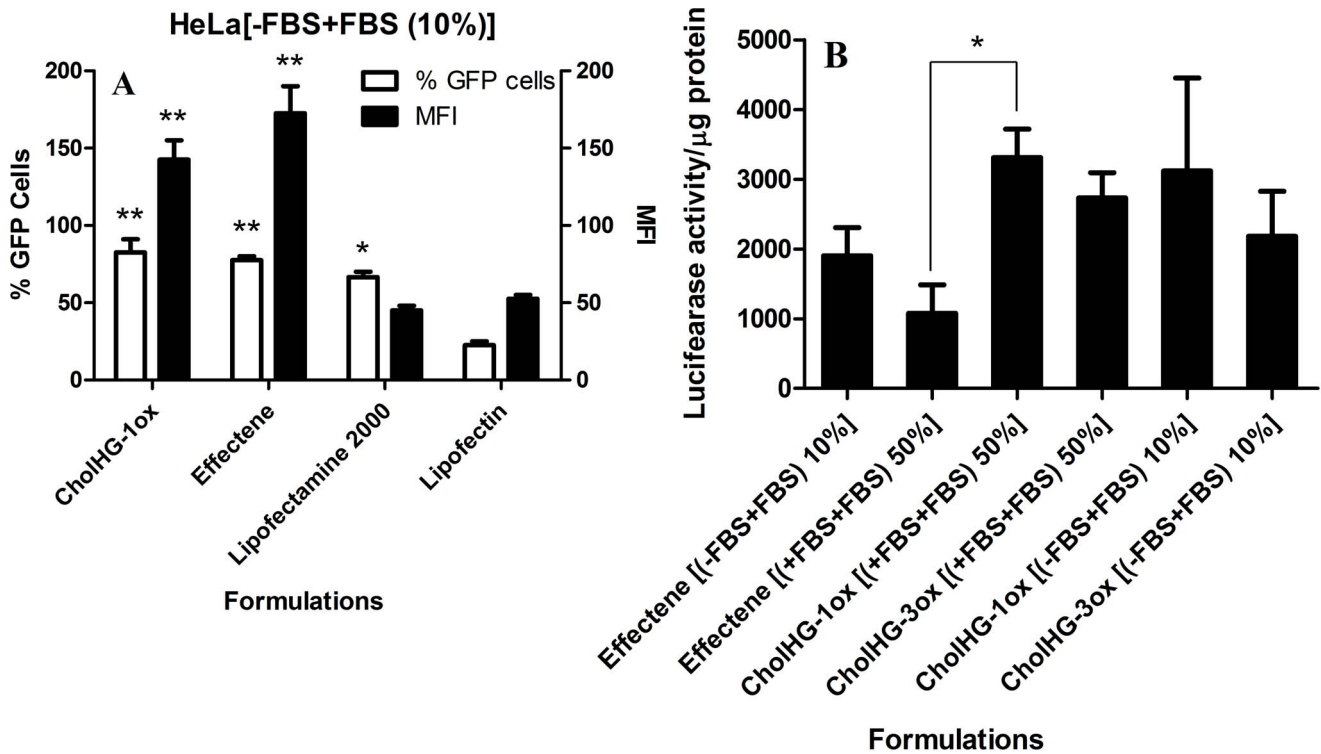 HeLa[-FBS+FBS (10%)]
A
% GFP cells
MFI
**
**
**
**
*
200
150
100
50
0
% GFP Cells
200
150
100
50
0
MFI
CholHG-1ox
Effectene
Lipofectamine 2000
Lipofectin
Formulations
B
*
5000
4000
3000
2000
1000
0
Lucifearase activity/µg protein
Effectene [(-FBS+FBS) 10%]
Effectene [(+FBS+FBS) 50%]
CholHG-1ox [(+FBS+FBS) 50%]
CholHG-3ox [(+FBS+FBS) 50%]
CholHG-1ox [(-FBS+FBS) 10%]
CholHG-3ox [(-FBS+FBS) 10%]
Formulations